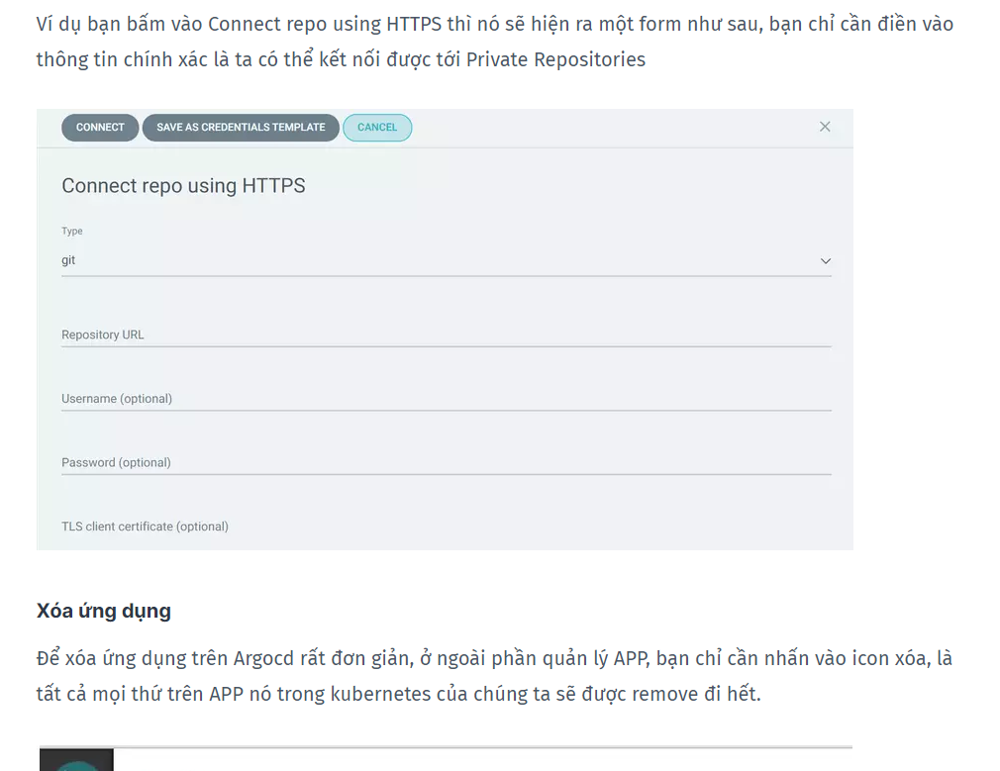 Ví dụ bạn bấm vào Connect repo using HTTPS thì nó sẽ hiện ra một form như sau, bạn chỉ cần điền vào
thông tin chính xác là ta có thể kết nối được tới Private Repositories
CONNECT SAVE AS CREDENTIALS TEMPLATE CANCEL
Connect repo using HTTPS
Type
git
Repository URL
Username (optional)
Password (optional)
TLS client certificate (optional)
Xóa ứng dụng
Để xóa ứng dụng trên Argocd rất đơn giản, ở ngoài phần quản lý APP, bạn chỉ cần nhấn vào icon xóa, là
tất cả mọi thứ trên APP nó trong kubernetes của chúng ta sẽ được remove đi hết.